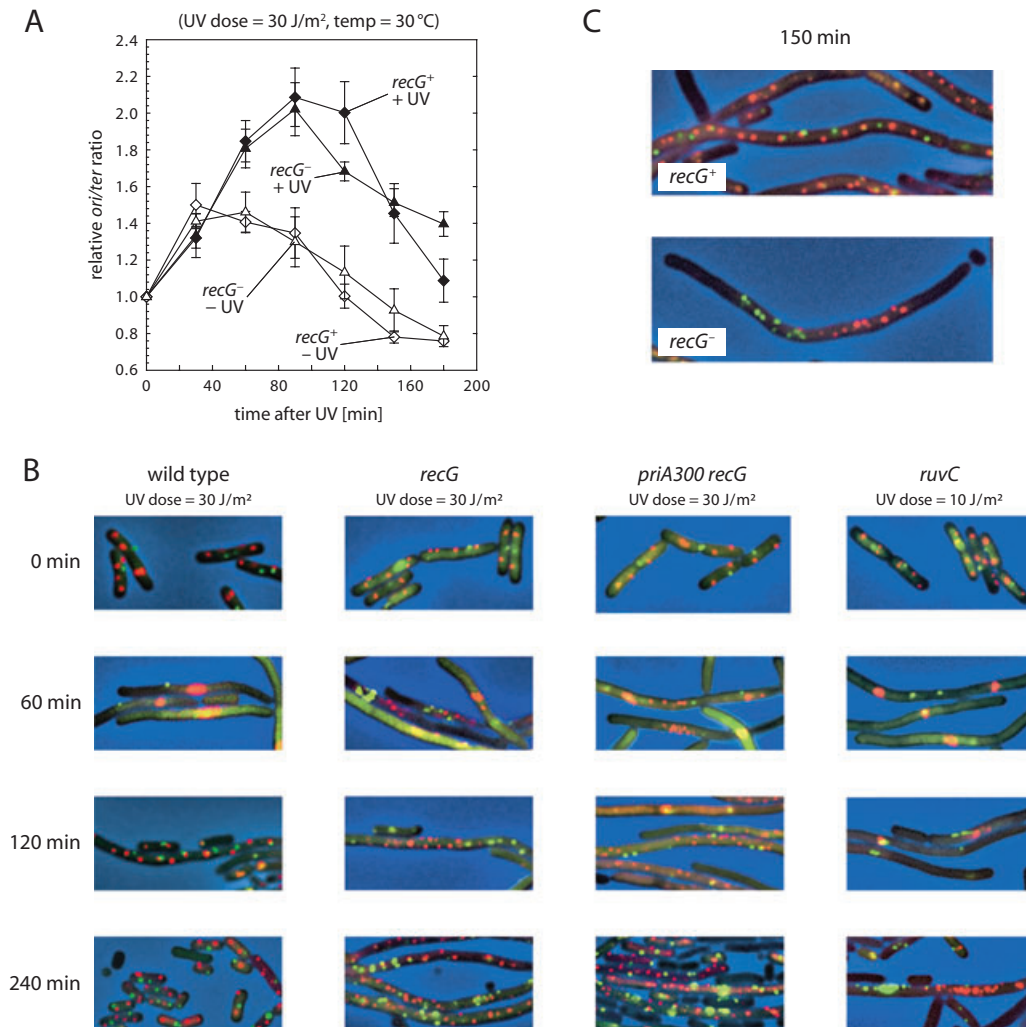 A
(UV dose = 30 J/m², temp = 30 °C)
relative ori/ter ratio
2.4
2.2
2.0
1.8
1.6
1.4
1.2
1.0
0.8
0.6
recG⁺
+ UV
recG⁻
+ UV
recG⁻
– UV
recG⁺
– UV
0
40
80
120
160
200
time after UV [min]
C
150 min
recG⁺
recG⁻
B
wild type
UV dose = 30 J/m²
recG
UV dose = 30 J/m²
priA300 recG
UV dose = 30 J/m²
ruvC
UV dose = 10 J/m²
0 min
60 min
120 min
240 min